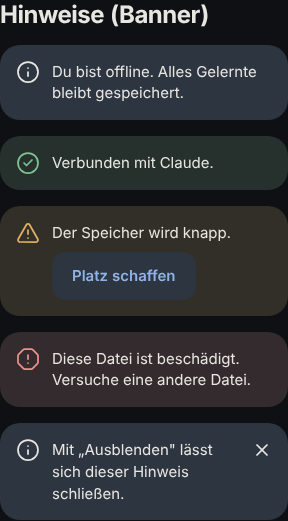 Hinweise (Banner)
Du bist offline. Alles Gelernte
bleibt gespeichert.
Verbunden mit Claude.
Der Speicher wird knapp.
Platz schaffen
Diese Datei ist beschädigt.
Versuche eine andere Datei.
Mit „Ausblenden" lässt
sich dieser Hinweis
schließen.